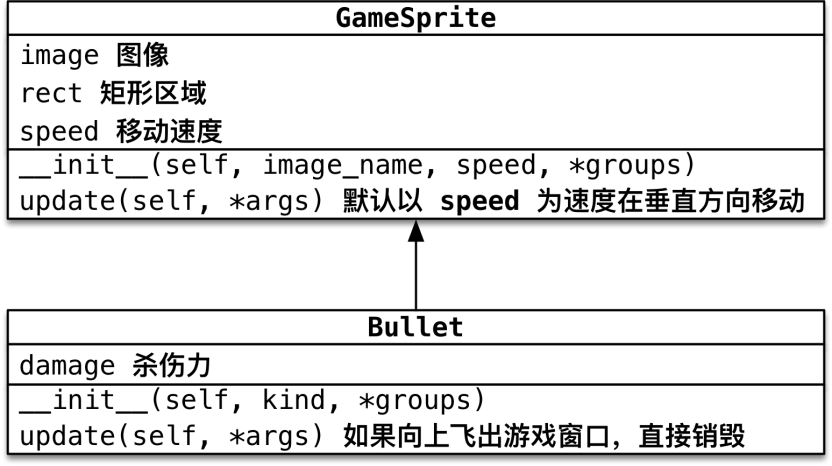 GameSprite
image 图像
rect 矩形区域
speed 移动速度
__init__(self, image_name, speed, *groups)
update(self, *args) 默认以 speed 为速度在垂直方向移动
Bullet
damage 杀伤力
__init__(self, kind, *groups)
update(self, *args) 如果向上飞出游戏窗口，直接销毁